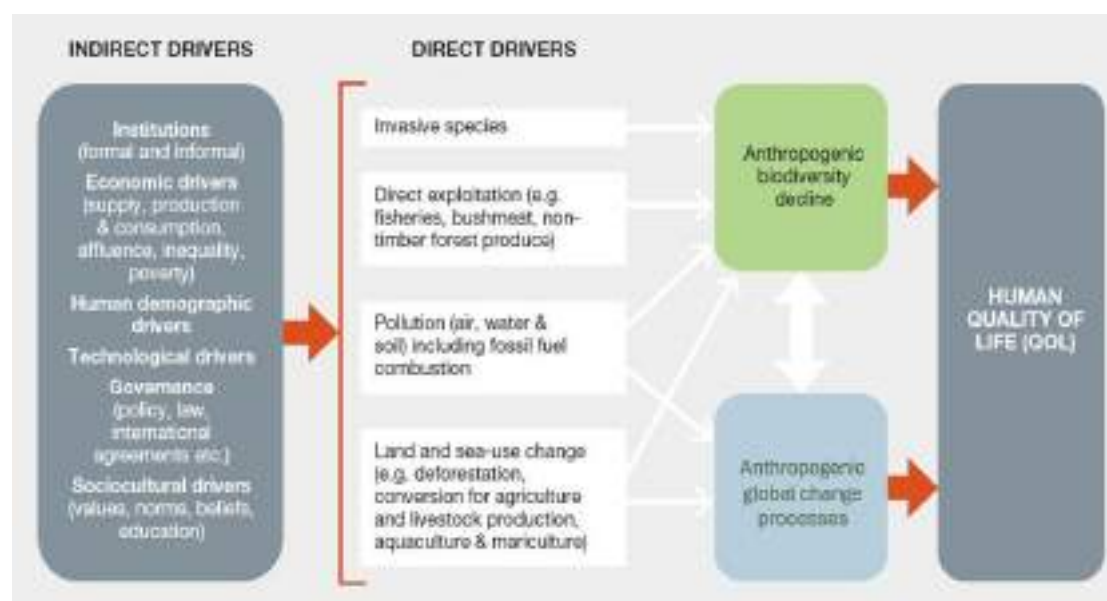 INDIRECT DRIVERS
Institutions
(formal and informal)
Economic drivers
(supply, production
& consumption,
affluence, inequality,
poverty)
Human demographic
drivers
Technological drivers
Governance
(policy, law,
international
agreements etc.)
Sociocultural drivers
(values, norms, beliefs,
education)
DIRECT DRIVERS
Invasive species
Direct exploitation (e.g.
fisheries, bushmeat, non-
timber forest produce)
Pollution (air, water &
soil) including fossil fuel
combustion
Land and sea-use change
(e.g. deforestation,
conversion for agriculture
and livestock production,
aquaculture & mariculture)
Anthropogenic
biodiversity
decline
Anthropogenic
global change
processes
HUMAN
QUALITY OF
LIFE (QOL)